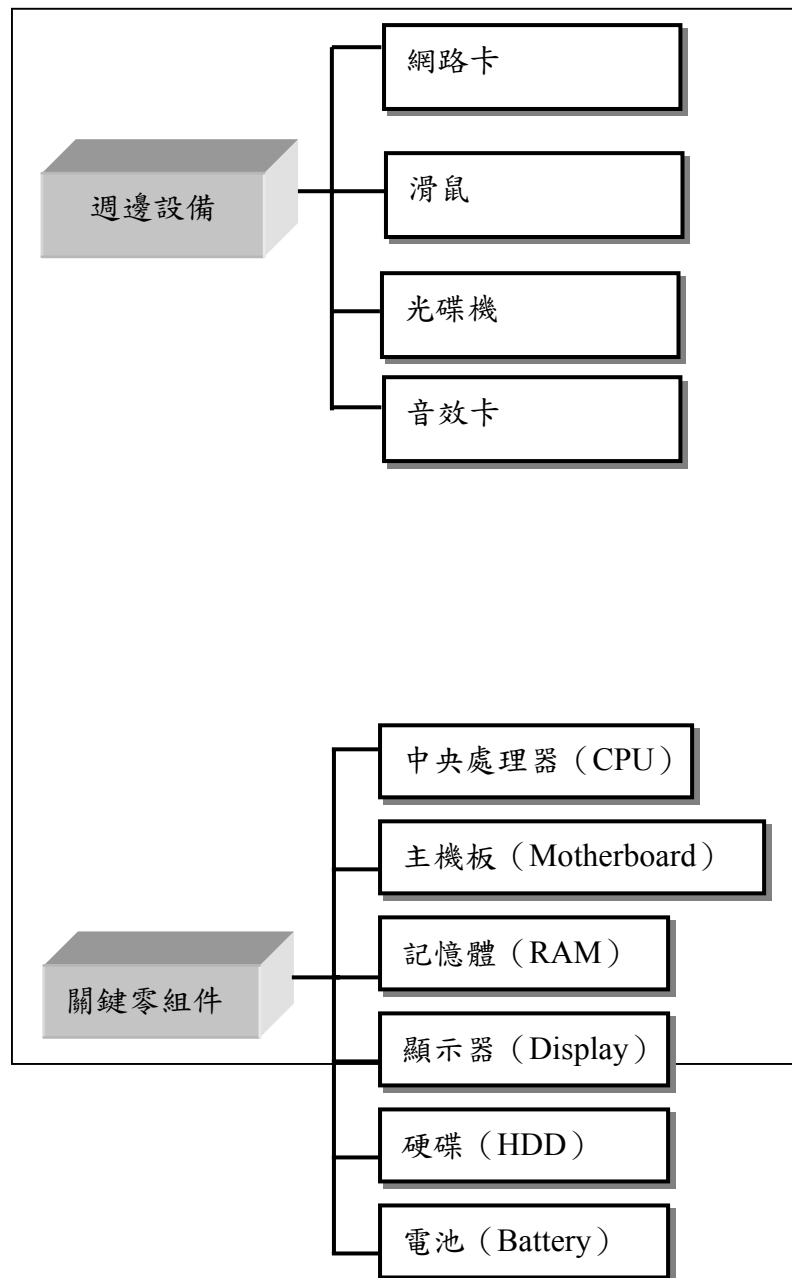 網路卡
滑鼠
週邊設備
光碟機
音效卡
中央處理器（CPU）
主機板（Motherboard）
記憶體（RAM）
關鍵零組件
顯示器（Display）
硬碟（HDD）
電池（Battery）